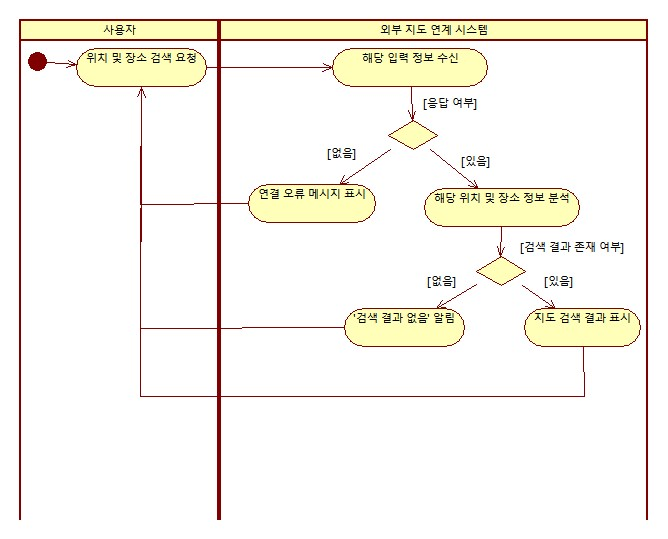 사용자
외부 지도 연계 시스템
위치 및 장소 검색 요청
해당 입력 정보 수신
[응답 여부]
[없음]
[있음]
연결 오류 메시지 표시
해당 위치 및 장소 정보 분석
[검색 결과 존재 여부]
[없음]
[있음]
'검색 결과 없음' 알림
지도 검색 결과 표시